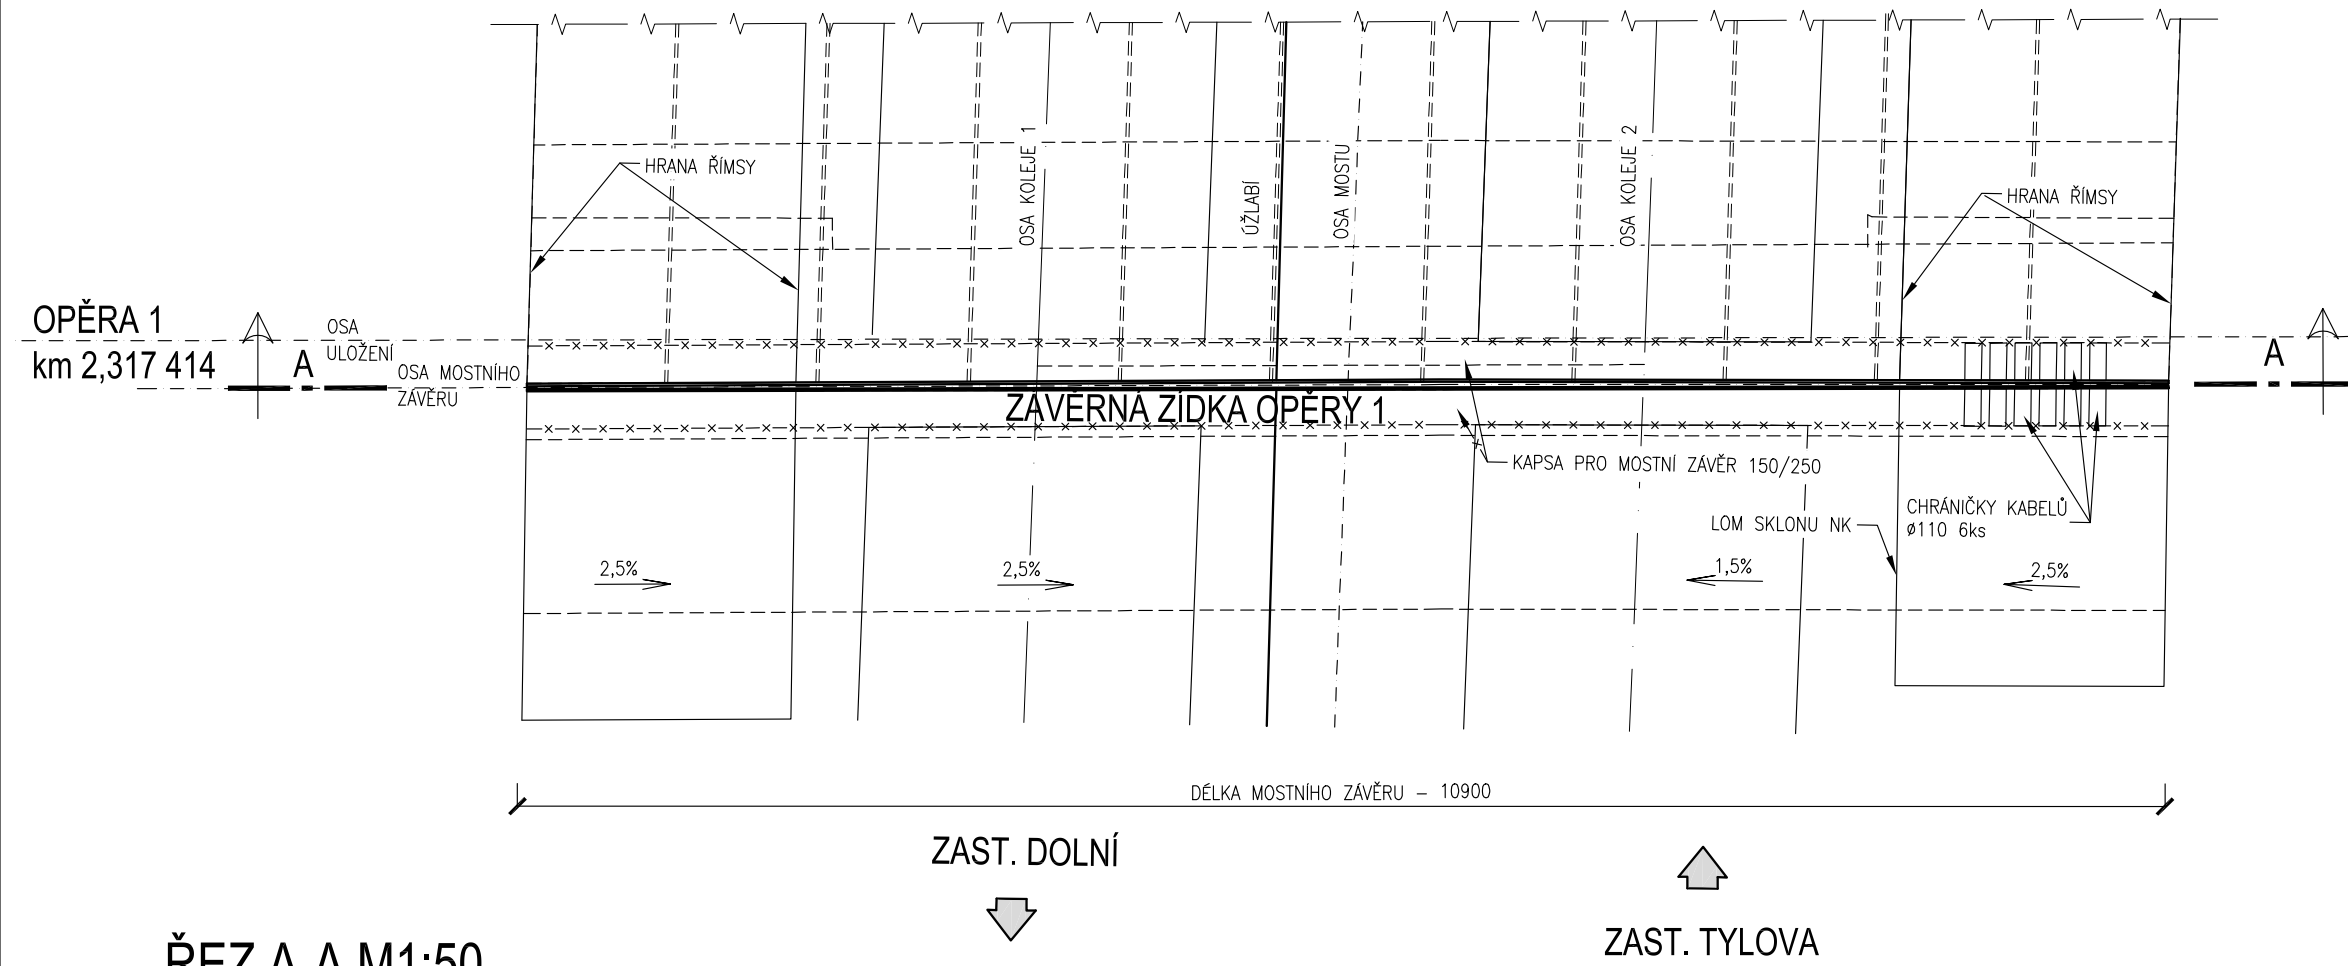 HRANA ŘÍMSY
OSA KOLEJE 1
ÚŽLABÍ
OSA MOSTU
OSA KOLEJE 2
HRANA ŘÍMSY
OPĚRA 1
km 2,317 414
A
OSA
ULOŽENÍ
OSA MOSTNÍHO
ZÁVĚRU
A
ZÁVĚRNÁ ZÍDKA OPĚRY 1
KAPSA PRO MOSTNÍ ZÁVĚR 150/250
CHRÁNIČKY KABELŮ
ø110 6ks
LOM SKLONU NK
2,5%
2,5%
1,5%
2,5%
DÉLKA MOSTNÍHO ZÁVĚRU – 10900
ZAST. DOLNÍ
ZAST. TYLOVA
ŘEZ A-A M1:50